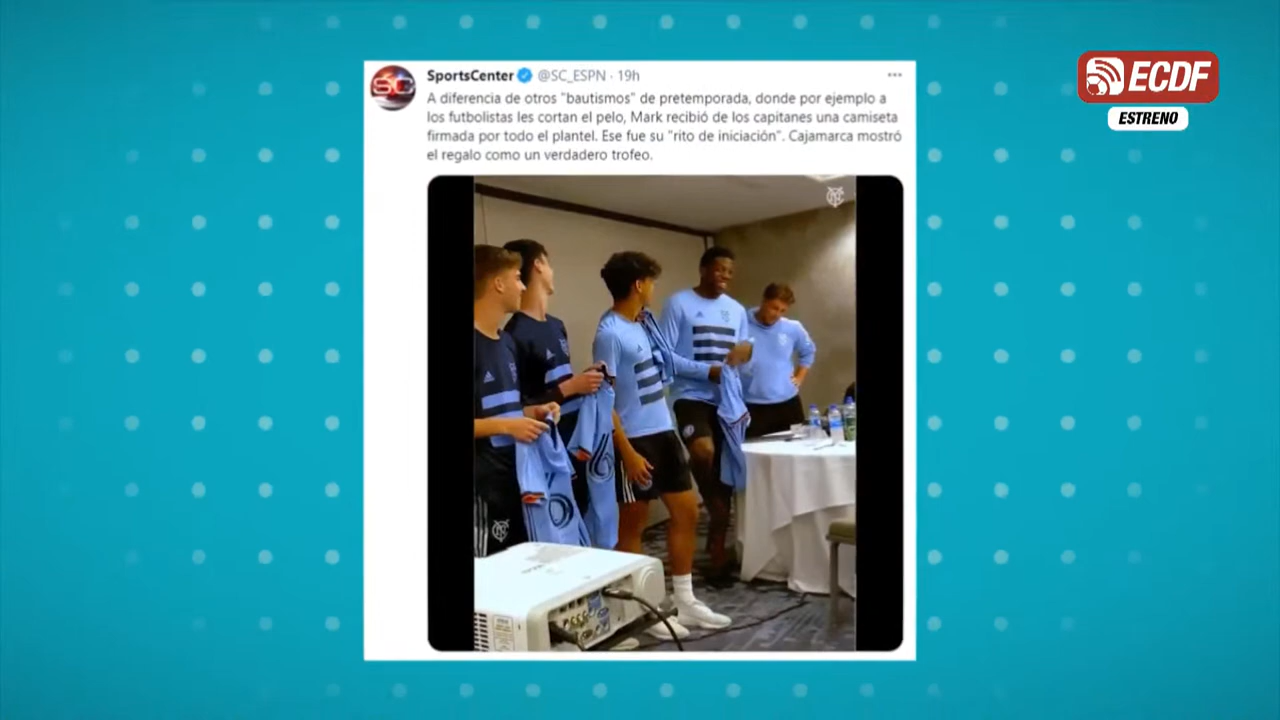 SportsCenter @SC_ESPN · 19h
A diferencia de otros "bautismos" de pretemporada, donde por ejemplo a
los futbolistas les cortan el pelo, Mark recibió de los capitanes una camiseta
firmada por todo el plantel. Ese fue su "rito de iniciación". Cajamarca mostró
el regalo como un verdadero trofeo.
SC
ECDF
ESTRENO